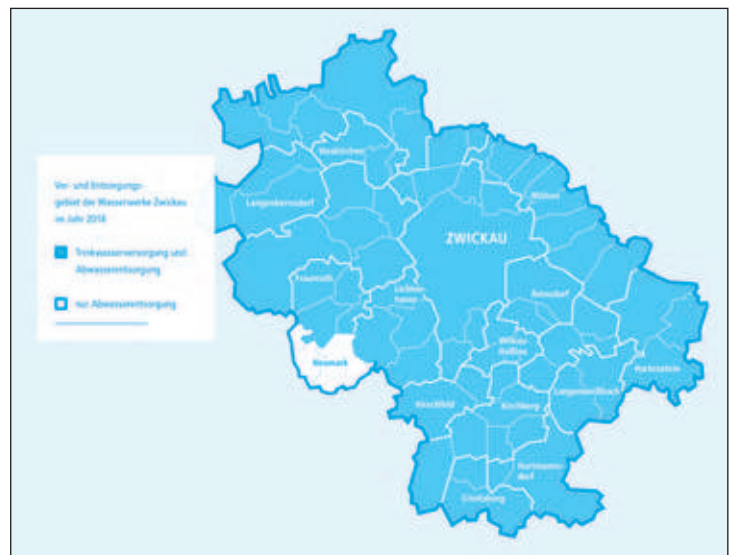 Ver- und Entsorgungs-
gebiet der Wasserwerke Zwickau
im Jahr 2018
Trinkwasserversorgung und
Abwasserentsorgung
nur Abwasserentsorgung
Neukirchen
Langenbernsdorf
Mülsen
ZWICKAU
Fraureuth
Lichten-
tanne
Reinsdorf
Wilkau-
Haßlau
Neumark
Hartenstein
Langenweißbach
Hirschfeld
Kirchberg
Hartmanns-
dorf
Crinitzberg